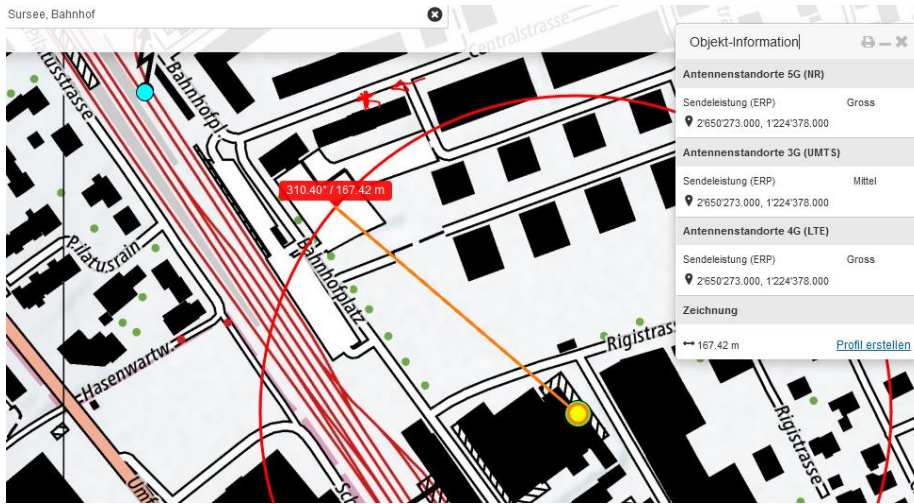 Sursee, Bahnhof
Objekt-Information
Antennenstandorte 5G (NR)
Sendeleistung (ERP) Gross
2'650'273.000, 1'224'378.000
Antennenstandorte 3G (UMTS)
Sendeleistung (ERP) Mittel
2'650'273.000, 1'224'378.000
Antennenstandorte 4G (LTE)
Sendeleistung (ERP) Gross
2'650'273.000, 1'224'378.000
Zeichnung
167.42 m Profil erstellen
Centralstrasse
Pilatusstrasse
Bahnhofpl.
310.40° / 167.42 m
Pilatusrain
Bahnhofplatz
Rigistrass
Hasenwartw.
Rigistrasse
Umf
Sch